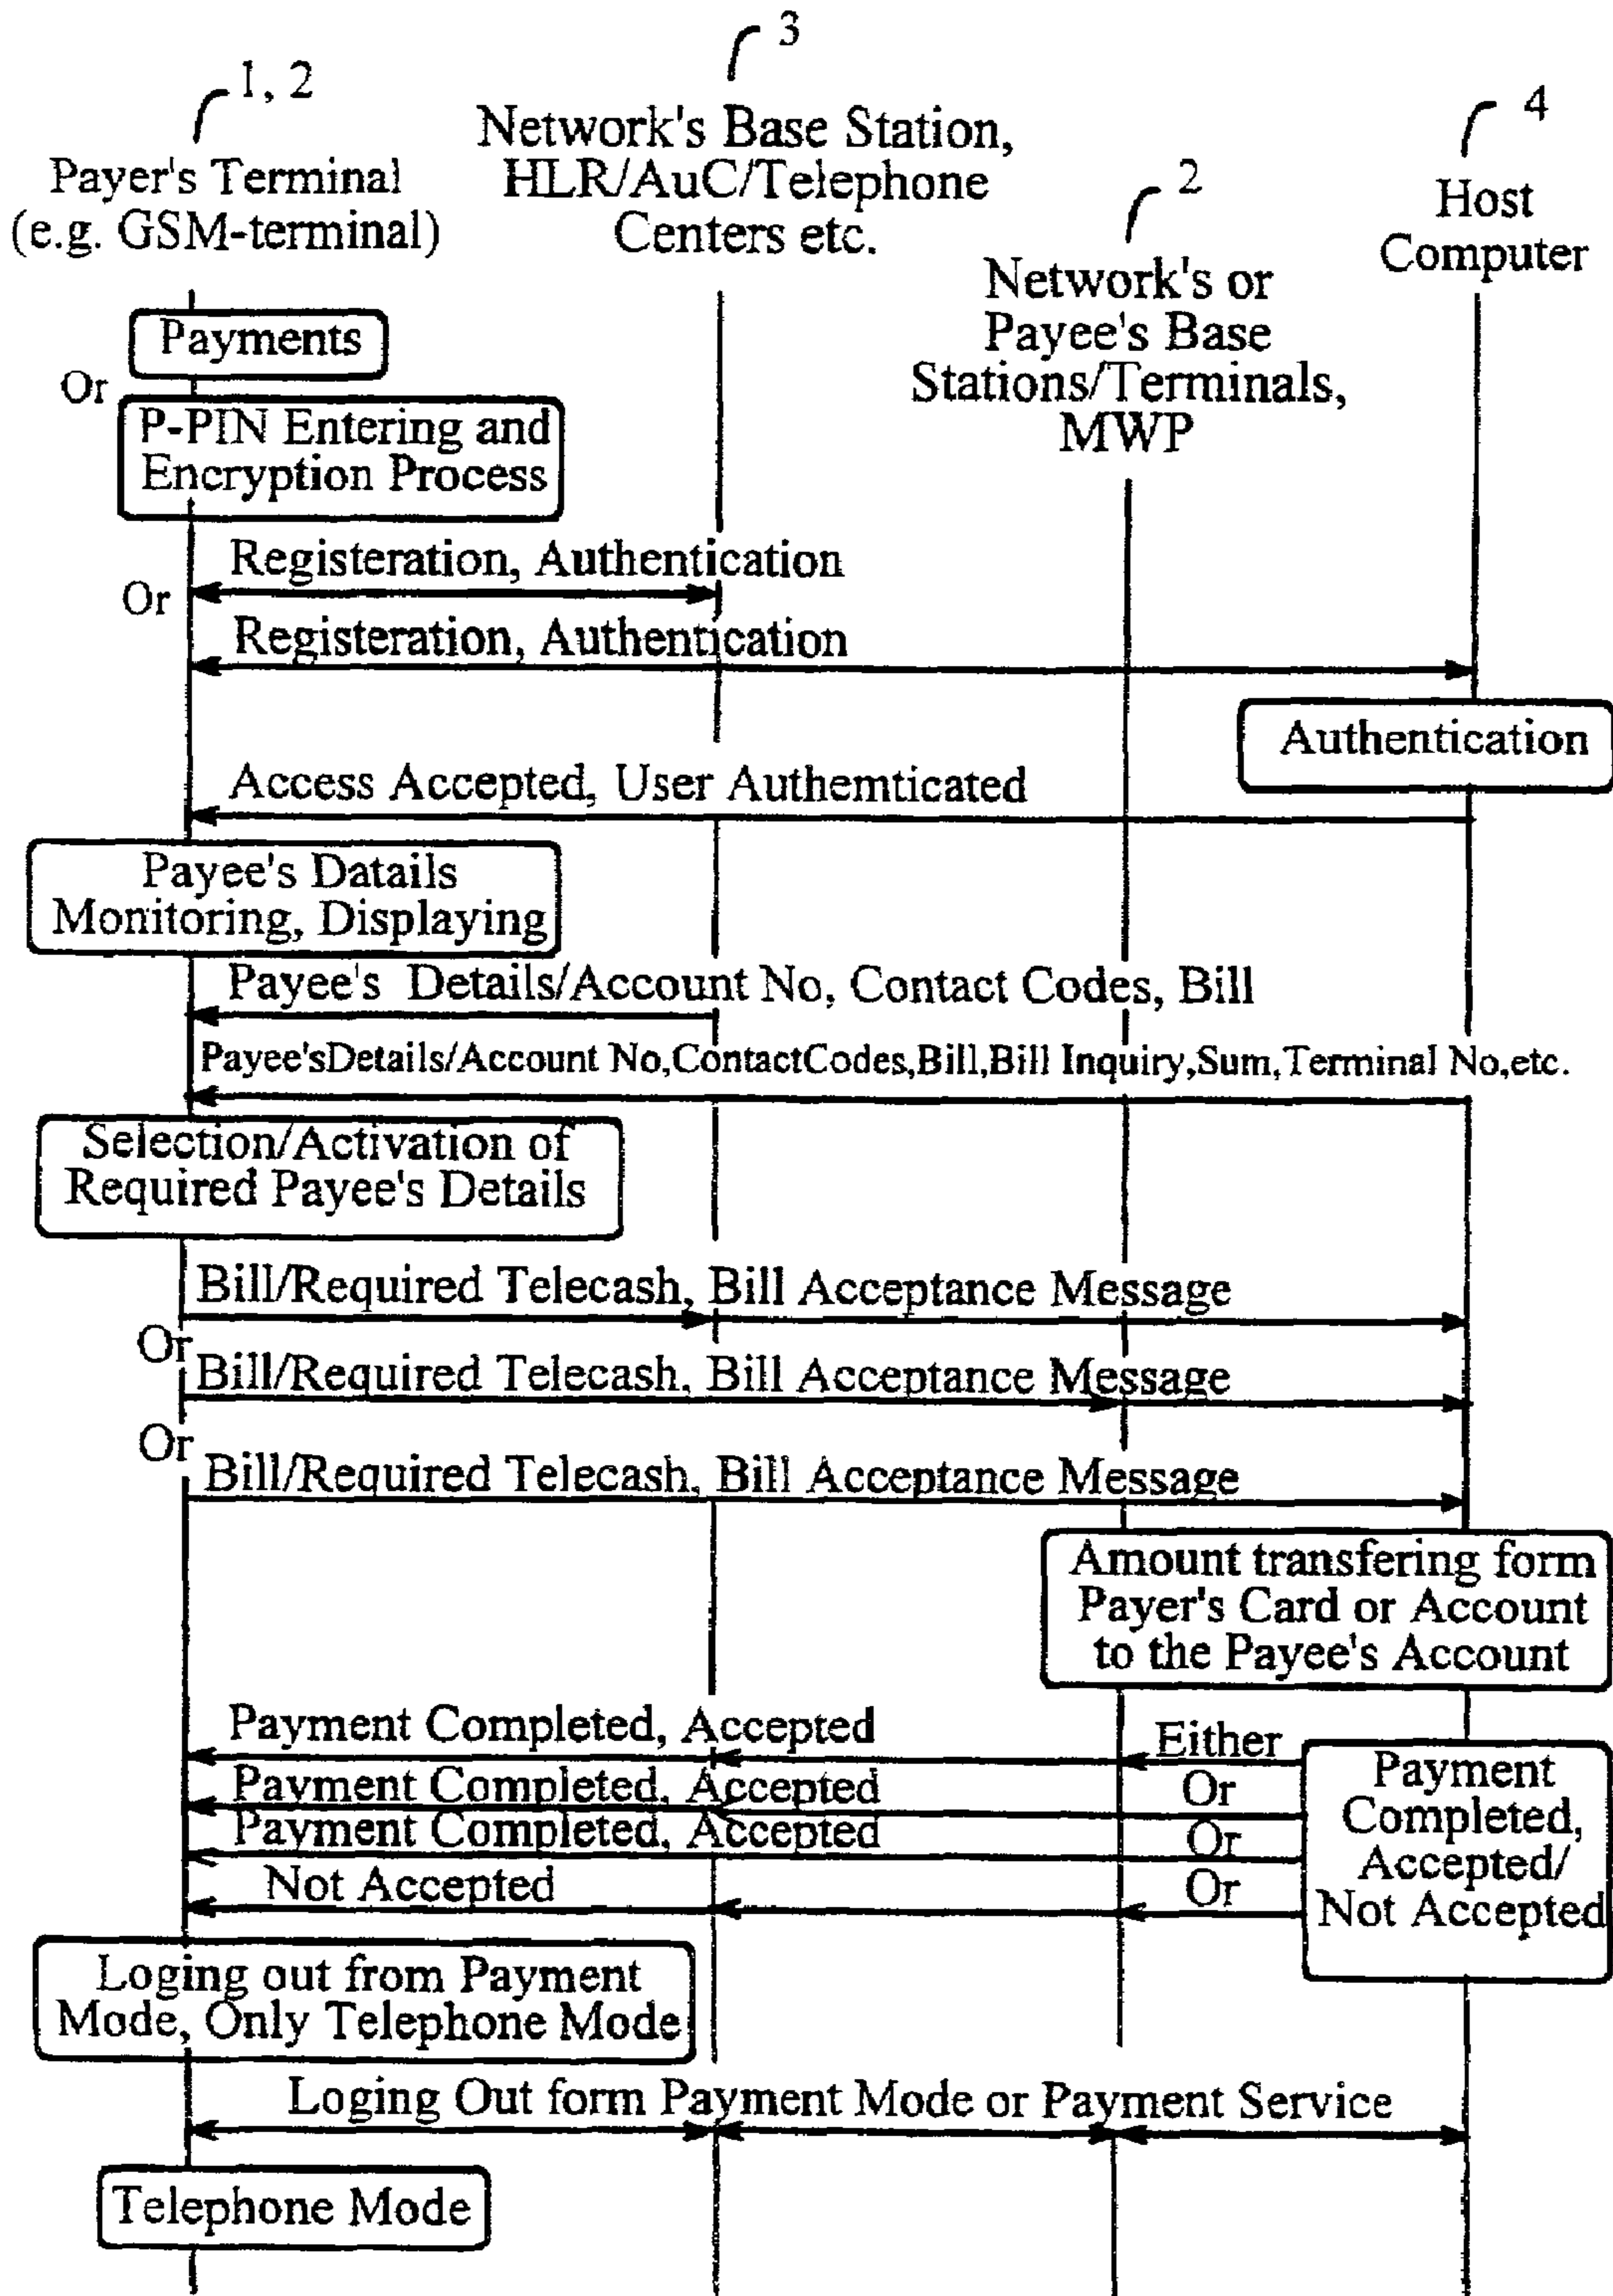 1, 2
3
2
4
Payer's Terminal
(e.g. GSM-terminal)
Network's Base Station,
HLR/AuC/Telephone
Centers etc.
Network's or
Payee's Base
Stations/Terminals,
MWP
Host
Computer
Payments
Or
P-PIN Entering and
Encryption Process
Registeration, Authentication
Or
Registeration, Authentication
Authentication
Access Accepted, User Authemticated
Payee's Datails
Monitoring, Displaying
Payee's Details/Account No, Contact Codes, Bill
Payee'sDetails/Account No,ContactCodes,Bill,Bill Inquiry,Sum,Terminal No,etc.
Selection/Activation of
Required Payee's Details
Bill/Required Telecash, Bill Acceptance Message
Or
Bill/Required Telecash, Bill Acceptance Message
Or
Bill/Required Telecash, Bill Acceptance Message
Amount transfering form
Payer's Card or Account
to the Payee's Account
Payment Completed, Accepted
Either
Payment Completed, Accepted
Or
Payment Completed, Accepted
Or
Not Accepted
Or
Payment
Completed,
Accepted/
Not Accepted
Loging out from Payment
Mode, Only Telephone Mode
Loging Out form Payment Mode or Payment Service
Telephone Mode